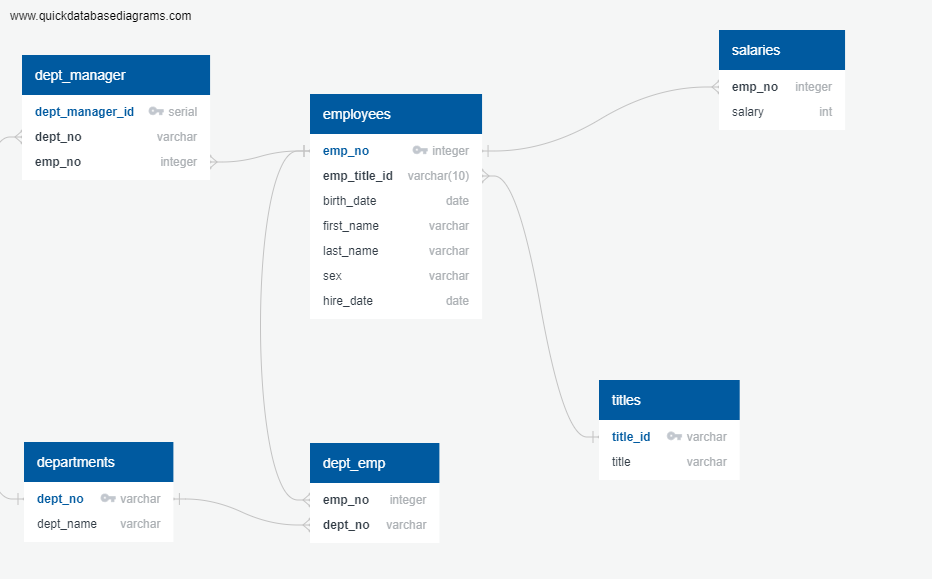 www.quickdatabasediagrams.com
dept_manager
dept_manager_id serial
dept_no varchar
emp_no integer
employees
emp_no integer
emp_title_id varchar(10)
birth_date date
first_name varchar
last_name varchar
sex varchar
hire_date date
salaries
emp_no integer
salary int
titles
title_id varchar
title varchar
departments
dept_no varchar
dept_name varchar
dept_emp
emp_no integer
dept_no varchar